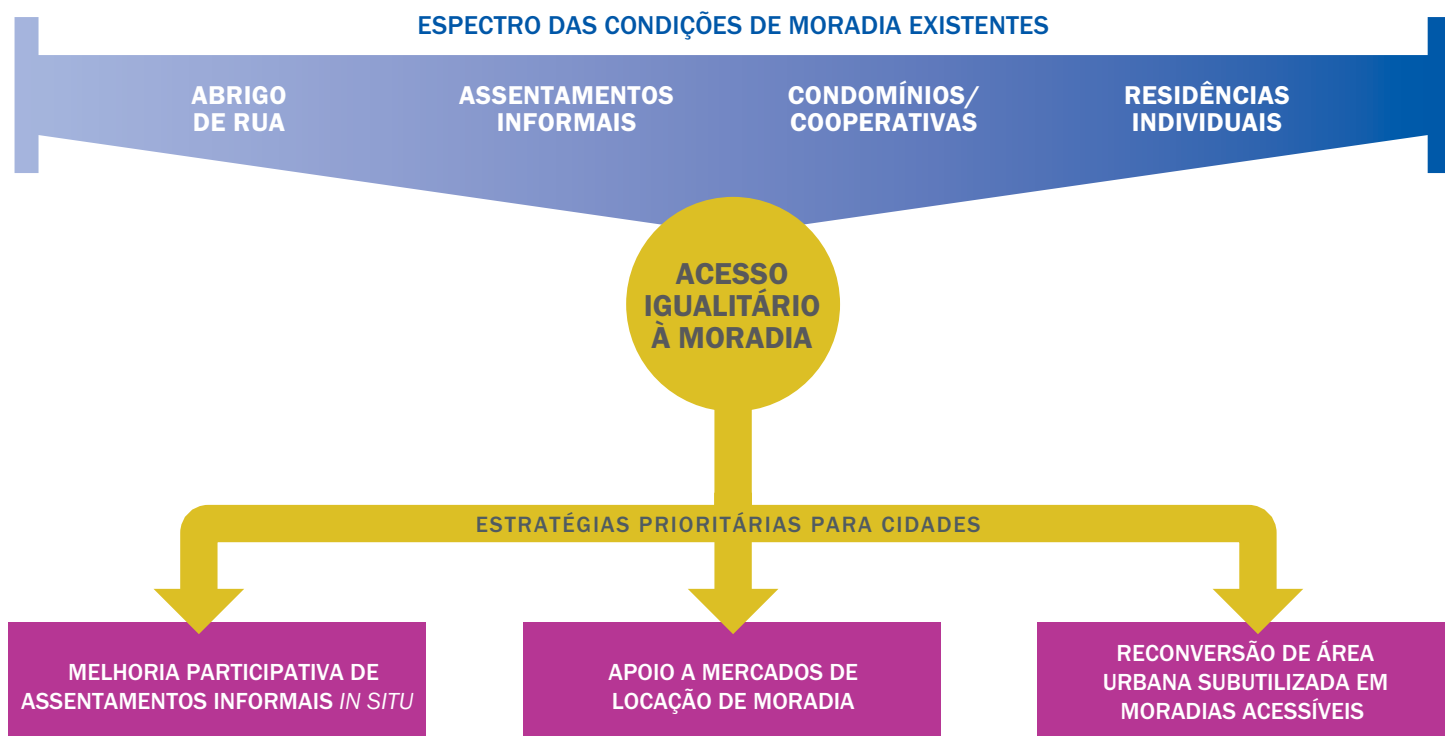 ESPECTRO DAS CONDIÇÕES DE MORADIA EXISTENTES
ABRIGO
DE RUA
ASSENTAMENTOS
INFORMAIS
CONDOMÍNIOS/
COOPERATIVAS
RESIDÊNCIAS
INDIVIDUAIS
ACESSO
IGUALITÁRIO
À MORADIA
ESTRATÉGIAS PRIORITÁRIAS PARA CIDADES
MELHORIA PARTICIPATIVA DE
ASSENTAMENTOS INFORMAIS IN SITU
APOIO A MERCADOS DE
LOCAÇÃO DE MORADIA
RECONVERSÃO DE ÁREA
URBANA SUBUTILIZADA EM
MORADIAS ACESSÍVEIS